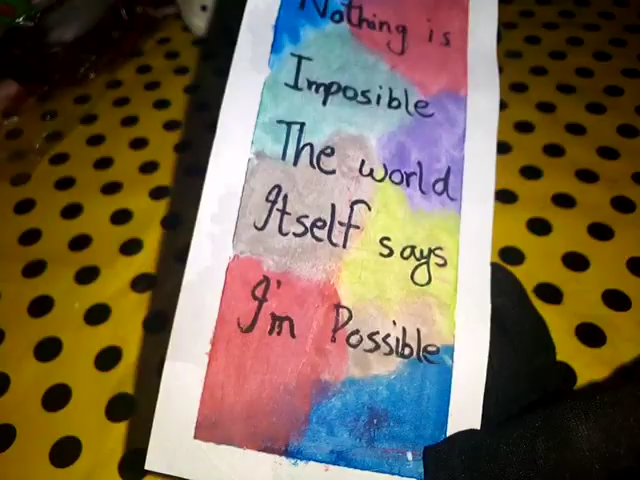 Nothing is
Imposible
The world
Itself says
I'm Possible